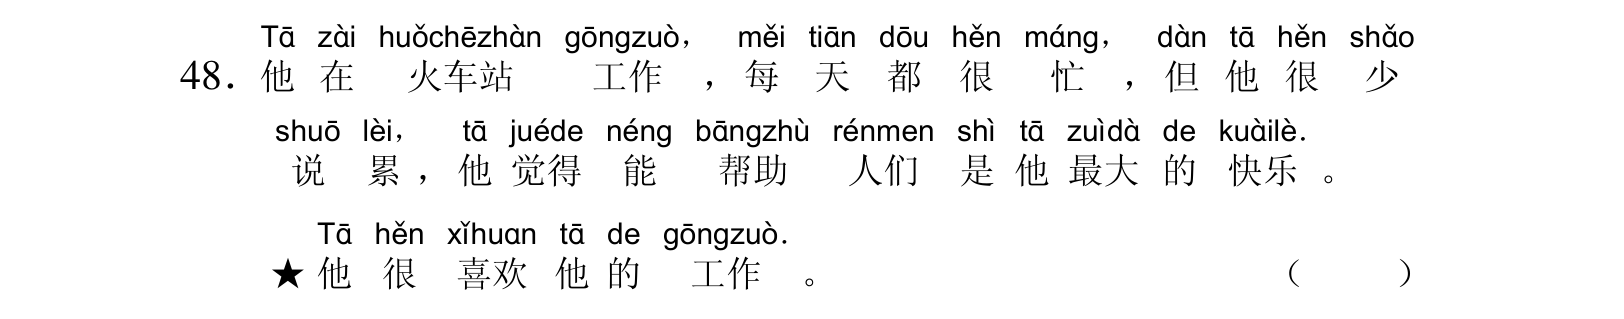 Tā zài huǒchēzhàn gōngzuò, měi tiān dōu hěn máng, dàn tā hěn shǎo
48. 他 在 火车站 工作 ，每 天 都 很 忙 ，但 他 很 少
shuō lèi, tā juéde néng bāngzhù rénmen shì tā zuìdà de kuàilè.
说 累 ，他 觉得 能 帮助 人们 是 他 最大 的 快乐 。
Tā hěn xǐhuan tā de gōngzuò.
★ 他 很 喜欢 他 的 工作 。 （ ）